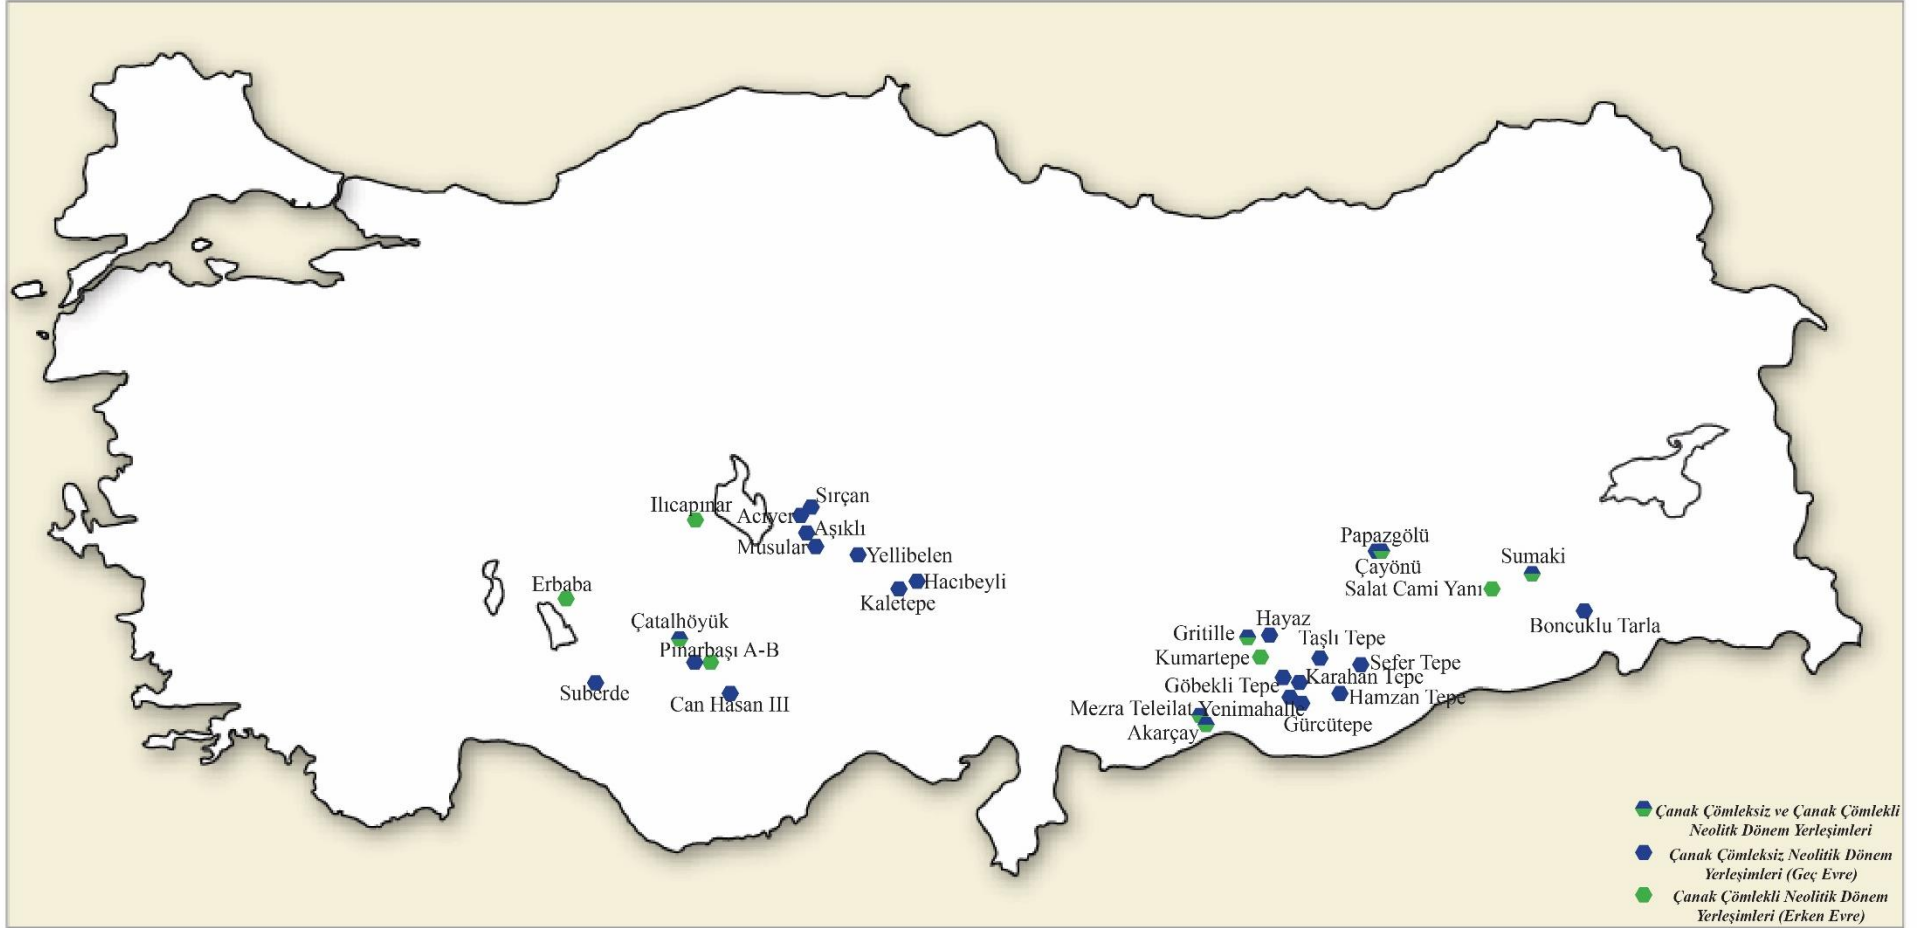 Sırçan
Ilıcapınar
Acıyer
Aşıklı
Musular
Yellibelen
Hacıbeyli
Kaletepe
Erbaba
Çatalhöyük
Pınarbaşı A-B
Suberde
Can Hasan III
Papazgölü
Çayönü
Sumaki
Salat Cami Yanı
Boncuklu Tarla
Hayaz
Gritille
Taşlı Tepe
Kumartepe
Sefer Tepe
Karahan Tepe
Göbekli Tepe
Hamzan Tepe
Mezra Teleilat
Yenimahalle
Gürcütepe
Akarçay
Çanak Çömleksiz ve Çanak Çömlekli
Neolitk Dönem Yerleşimleri
Çanak Çömleksiz Neolitik Dönem
Yerleşimleri (Geç Evre)
Çanak Çömlekli Neolitik Dönem
Yerleşimleri (Erken Evre)